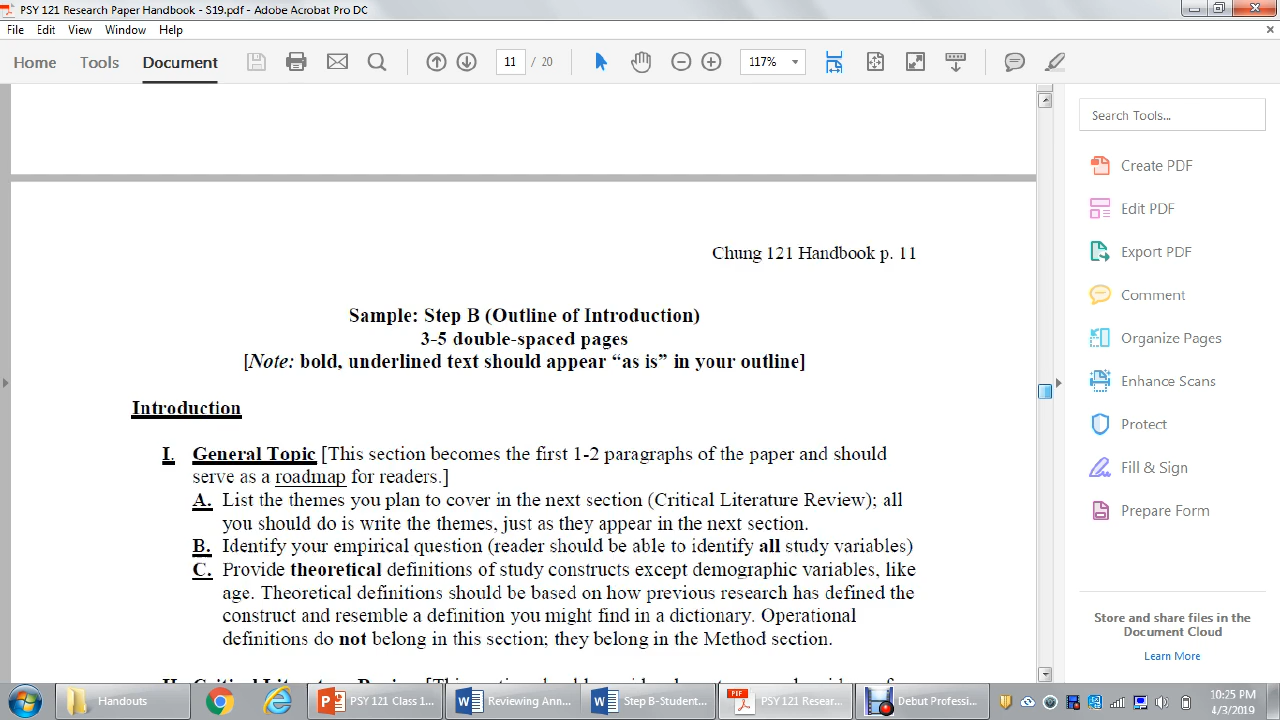 PSY 121 Research Paper Handbook - S19.pdf - Adobe Acrobat Pro DC
File Edit View Window Help
Home Tools Document 11 / 20 117%
Search Tools...
Create PDF
Edit PDF
Export PDF
Comment
Organize Pages
Enhance Scans
Protect
Fill & Sign
Prepare Form
Store and share files in the
Document Cloud
Learn More
Chung 121 Handbook p. 11
Sample: Step B (Outline of Introduction)
3-5 double-spaced pages
[Note: bold, underlined text should appear “as is” in your outline]
Introduction
I. General Topic [This section becomes the first 1-2 paragraphs of the paper and should
serve as a roadmap for readers.]
A. List the themes you plan to cover in the next section (Critical Literature Review); all
you should do is write the themes, just as they appear in the next section.
B. Identify your empirical question (reader should be able to identify all study variables)
C. Provide theoretical definitions of study constructs except demographic variables, like
age. Theoretical definitions should be based on how previous research has defined the
construct and resemble a definition you might find in a dictionary. Operational
definitions do not belong in this section; they belong in the Method section.
Handouts
PSY 121 Class 1...
Reviewing Ann...
Step B-Student...
PSY 121 Resear...
Debut Professi...
10:25 PM
4/3/2019